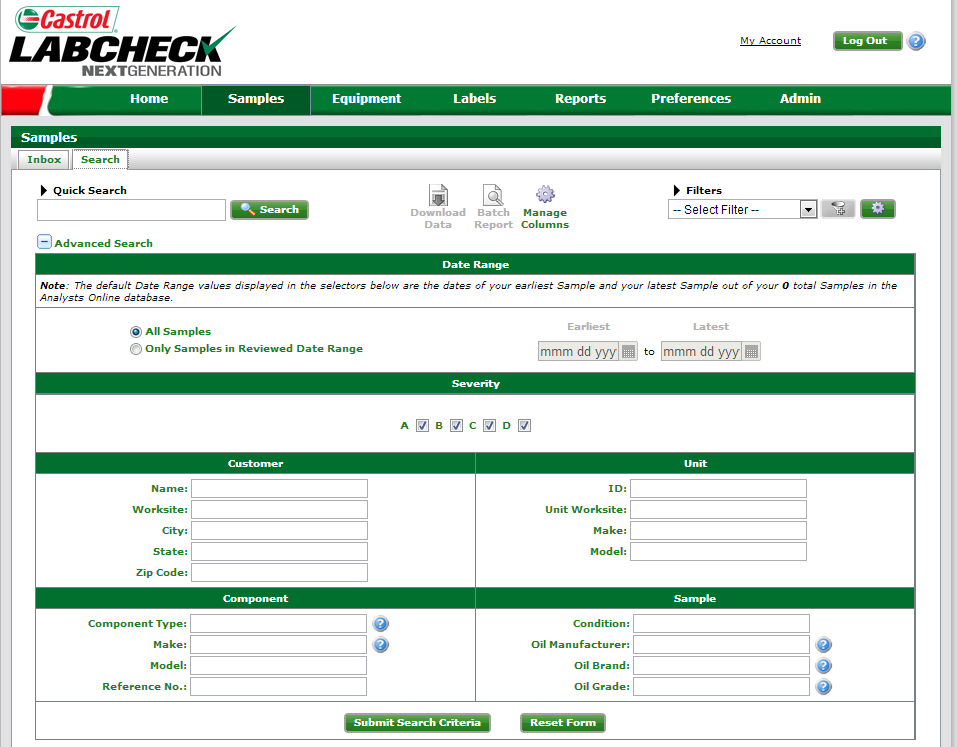 Castrol
LABCHECK
NEXTGENERATION
My Account
Log Out
?
Home Samples Equipment Labels Reports Preferences Admin
Samples
Inbox Search
Quick Search
Search
Download Data
Batch Report
Manage Columns
Filters
-- Select Filter --
Advanced Search
Date Range
Note: The default Date Range values displayed in the selectors below are the dates of your earliest Sample and your latest Sample out of your 0 total Samples in the
Analysts Online database.
All Samples
Only Samples in Reviewed Date Range
Earliest Latest
mmm dd yyy to mmm dd yyy
Severity
A B C D
Customer
Name:
Worksite:
City:
State:
Zip Code:
Unit
ID:
Unit Worksite:
Make:
Model:
Component
Component Type: ?
Make: ?
Model:
Reference No.:
Sample
Condition:
Oil Manufacturer: ?
Oil Brand: ?
Oil Grade: ?
Submit Search Criteria Reset Form